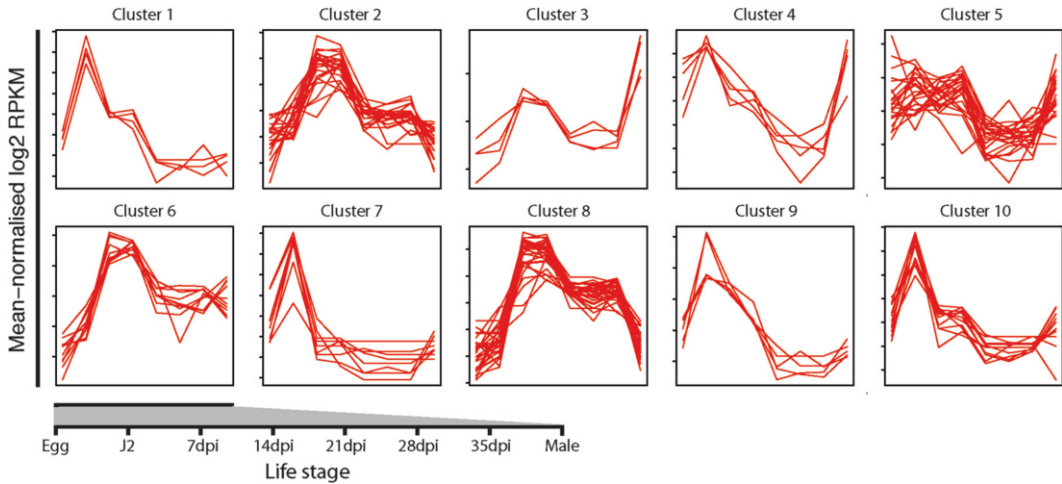 Cluster 1 Cluster 2 Cluster 3 Cluster 4 Cluster 5
Mean-normalised log2 RPKM
Cluster 6 Cluster 7 Cluster 8 Cluster 9 Cluster 10
Egg J2 7dpi 14dpi 21dpi 28dpi 35dpi Male
Life stage